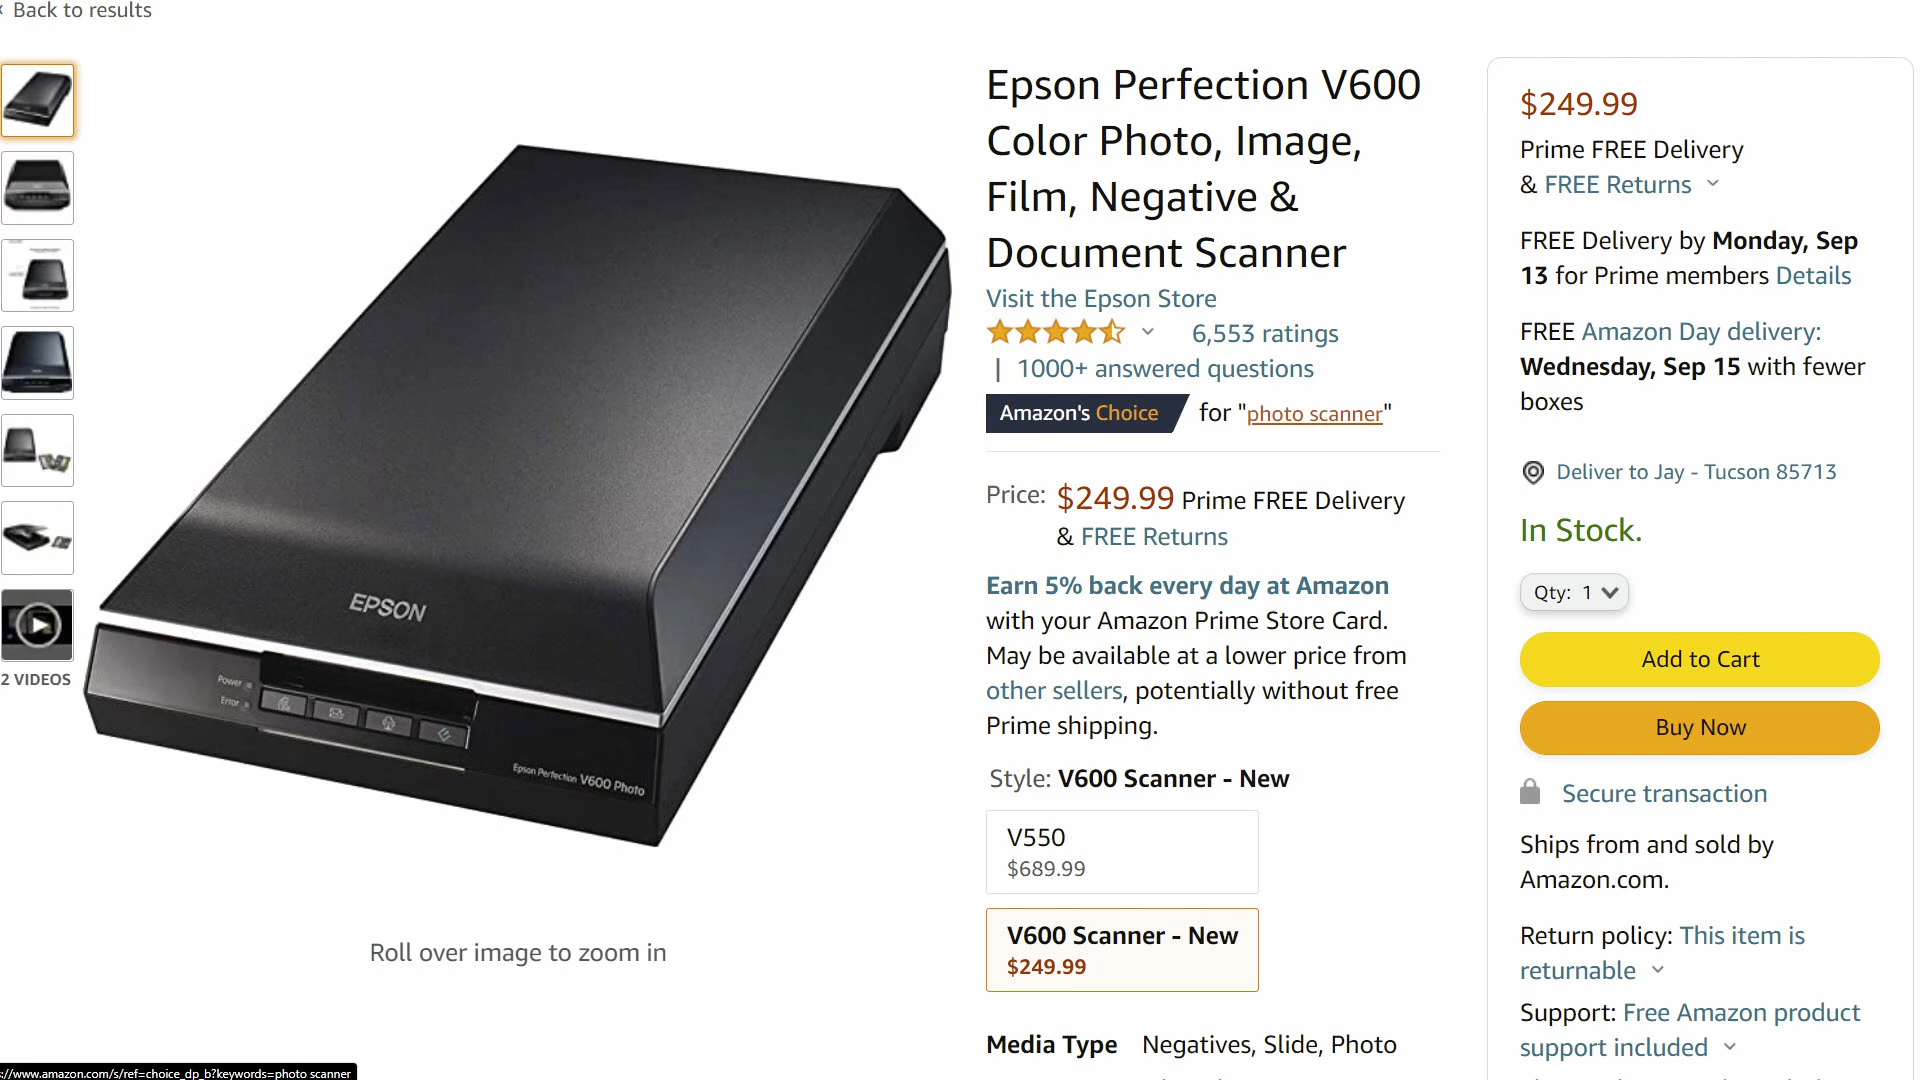 ‹ Back to results
Epson Perfection V600
Color Photo, Image,
Film, Negative &
Document Scanner
Visit the Epson Store
6,553 ratings
| 1000+ answered questions
Amazon's Choice for "photo scanner"
Price: $249.99 Prime FREE Delivery
& FREE Returns
Earn 5% back every day at Amazon
with your Amazon Prime Store Card.
May be available at a lower price from
other sellers, potentially without free
Prime shipping.
Style: V600 Scanner - New
V550
$689.99
V600 Scanner - New
$249.99
Media Type Negatives, Slide, Photo
2 VIDEOS
EPSON
Power
Error
Epson Perfection V600 Photo
Roll over image to zoom in
$249.99
Prime FREE Delivery
& FREE Returns
FREE Delivery by Monday, Sep
13 for Prime members Details
FREE Amazon Day delivery:
Wednesday, Sep 15 with fewer
boxes
Deliver to Jay - Tucson 85713
In Stock.
Qty: 1
Add to Cart
Buy Now
Secure transaction
Ships from and sold by
Amazon.com.
Return policy: This item is
returnable
Support: Free Amazon product
support included
://www.amazon.com/s/ref=choice_dp_b?keywords=photo scanner